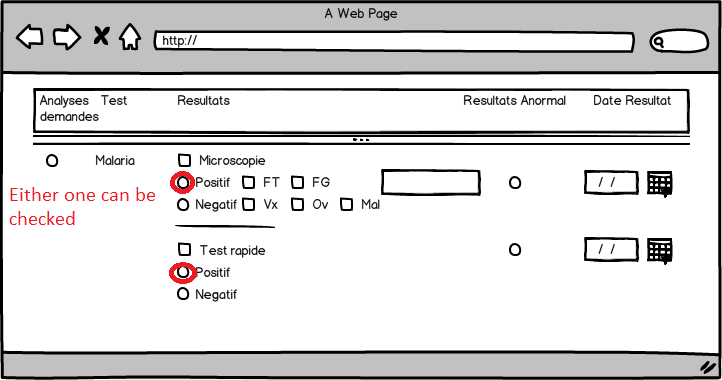 A Web Page
http://
Analyses Test Resultats Resultats Anormal Date Resultat
demandes
Malaria Microscopie
Positif FT FG / /
Negatif Vx Ov Mal
Either one can be
checked
Test rapide / /
Positif
Negatif